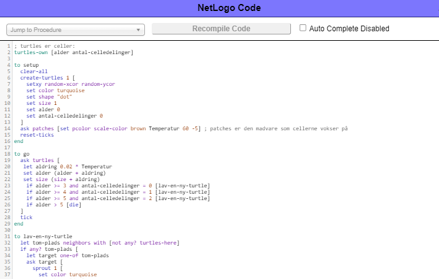 NetLogo Code
Jump to Procedure
Recompile Code
Auto Complete Disabled
1 ; turtles er celler:
2 turtles-own [alder antal-celledelinger]
3
4 to setup
5 clear-all
6 create-turtles 1 [
7 setxy random-xcor random-ycor
8 set color turquoise
9 set shape "dot"
10 set size 1
11 set alder 0
12 set antal-celledelinger 0
13 ]
14 ask patches [set pcolor scale-color brown Temperatur 60 -5] ; patches er den madvare som cellerne vokser på
15 reset-ticks
16 end
17
18 to go
19 ask turtles [
20 let aldring 0.02 * Temperatur
21 set alder (alder + aldring)
22 set size (size + aldring)
23 if alder >= 3 and antal-celledelinger = 0 [lav-en-ny-turtle]
24 if alder >= 4 and antal-celledelinger = 1 [lav-en-ny-turtle]
25 if alder >= 5 and antal-celledelinger = 2 [lav-en-ny-turtle]
26 if alder > 5 [die]
27 ]
28 tick
29 end
30
31 to lav-en-ny-turtle
32 let tom-plads neighbors with [not any? turtles-here]
33 if any? tom-plads [
34 let target one-of tom-plads
35 ask target [
36 sprout 1 [
37 set color turquoise